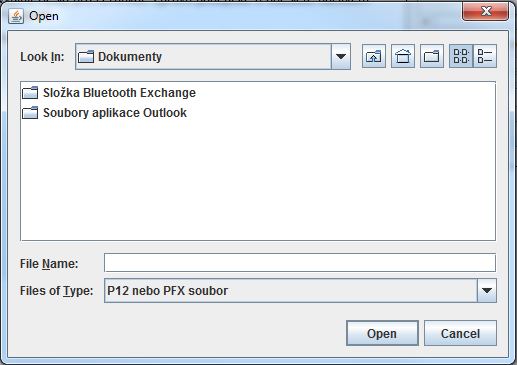 Open
Look In: Dokumenty
Složka Bluetooth Exchange
Soubory aplikace Outlook
File Name:
Files of Type: P12 nebo PFX soubor
Open Cancel